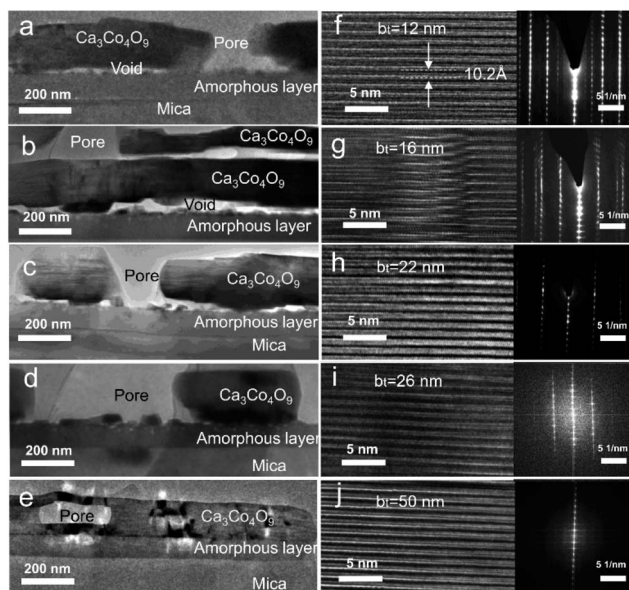 a
Ca₃Co₄O₉
Pore
Void
Amorphous layer
200 nm
Mica
f
bₜ=12 nm
10.2Å
5 nm
5 1/nm
b
Pore
Ca₃Co₄O₉
Ca₃Co₄O₉
Void
200 nm
Amorphous layer
g
bₜ=16 nm
5 nm
5 1/nm
c
Pore
Ca₃Co₄O₉
Amorphous layer
200 nm
Mica
h
bₜ=22 nm
5 nm
5 1/nm
d
Pore
Ca₃Co₄O₉
Amorphous layer
200 nm
Mica
i
bₜ=26 nm
5 nm
5 1/nm
e
Pore
Ca₃Co₄O₉
Amorphous layer
200 nm
Mica
j
bₜ=50 nm
5 nm
5 1/nm